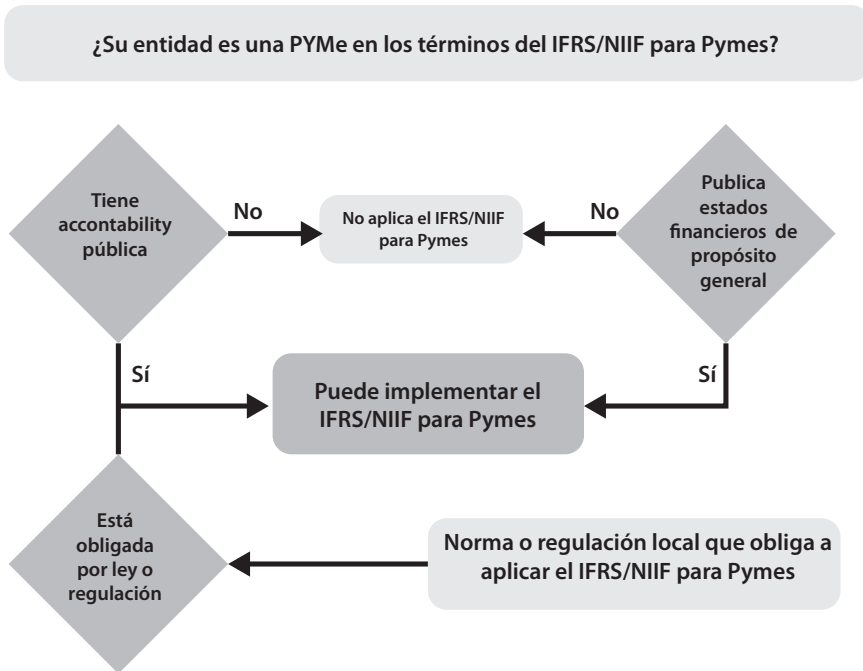 ¿Su entidad es una PYMe en los términos del IFRS/NIIF para Pymes?
Tiene
accontability
pública
No
No aplica el IFRS/NIIF
para Pymes
No
Publica
estados
financieros de
propósito
general
Sí
Puede implementar el
IFRS/NIIF para Pymes
Sí
Está
obligada
por ley o
regulación
Norma o regulación local que obliga a
aplicar el IFRS/NIIF para Pymes